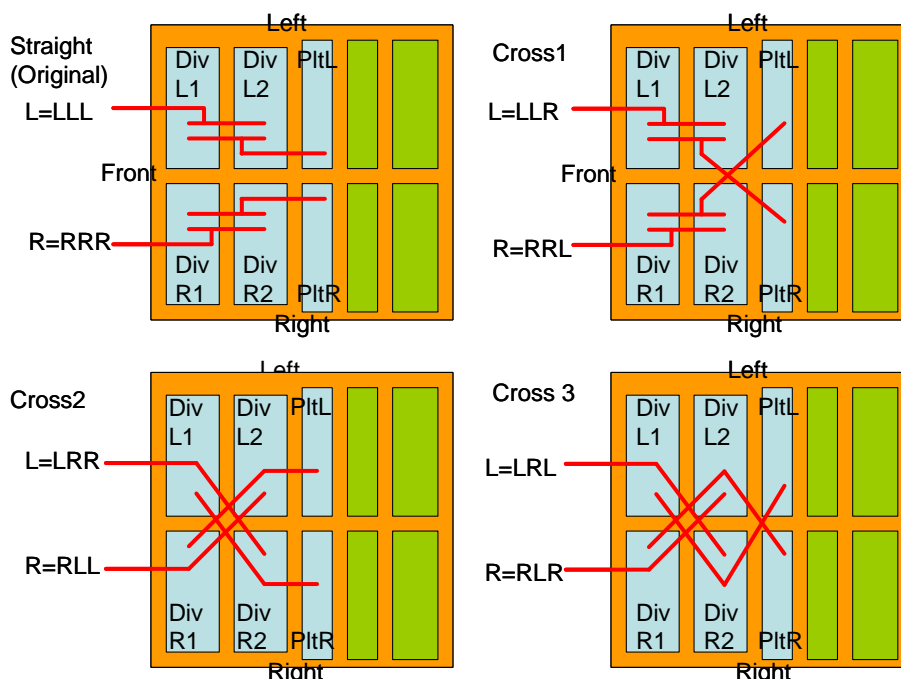 Left
Straight
(Original)
Div
L1
Div
L2
PltL
L=LLL
Front
R=RRR
Div
R1
Div
R2
PltR
Right
Left
Cross1
Div
L1
Div
L2
PltL
L=LLR
Front
R=RRL
Div
R1
Div
R2
PltR
Right
Left
Cross2
Div
L1
Div
L2
PltL
L=LRR
R=RLL
Div
R1
Div
R2
PltR
Right
Left
Cross 3
Div
L1
Div
L2
PltL
L=LRL
R=RLR
Div
R1
Div
R2
PltR
Right